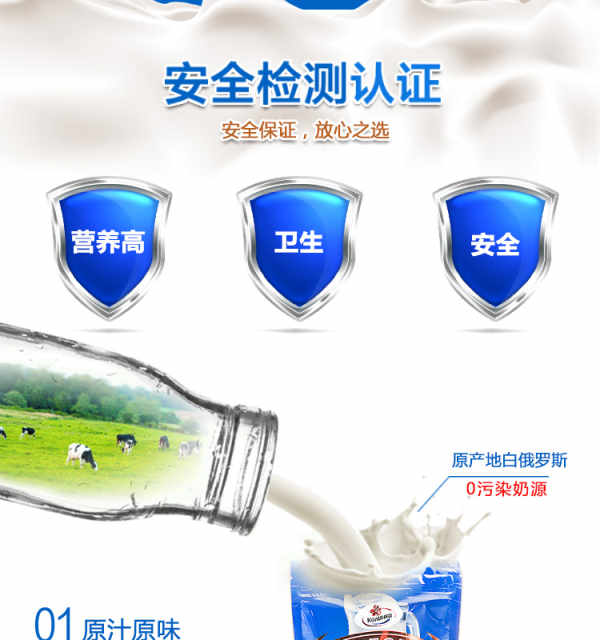 安全检测认证
安全保证，放心之选
营养高
卫生
安全
原产地白俄罗斯
0污染奶源
01 原汁原味